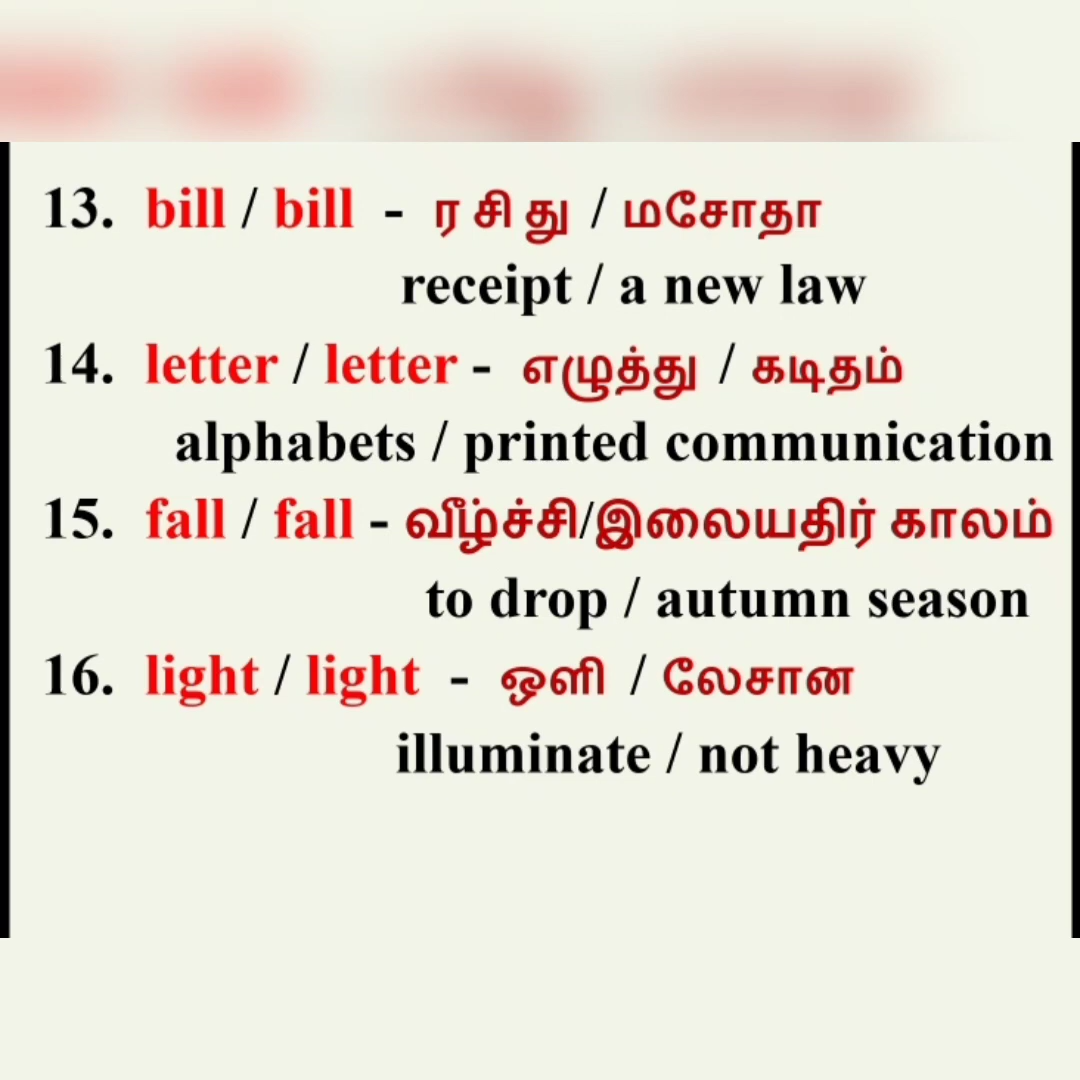 13. bill / bill - ர சி து / மசோதா
receipt / a new law
14. letter / letter - எழுத்து / கடிதம்
alphabets / printed communication
15. fall / fall - வீழ்ச்சி/இலையதிர் காலம்
to drop / autumn season
16. light / light - ஒளி / லேசான
illuminate / not heavy